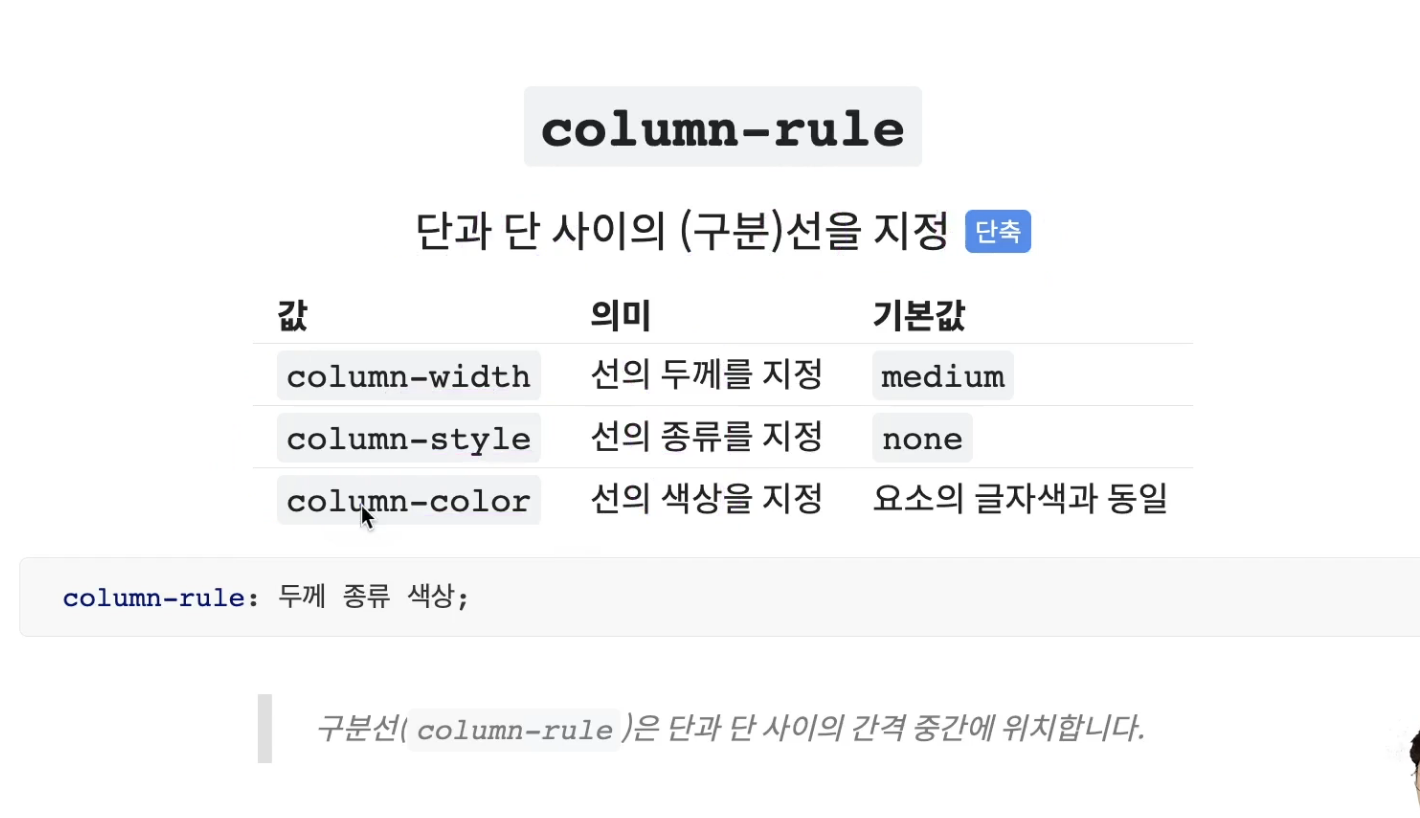 column-rule
단과 단 사이의 (구분)선을 지정 단축
값 의미 기본값
column-width 선의 두께를 지정 medium
column-style 선의 종류를 지정 none
column-color 선의 색상을 지정 요소의 글자색과 동일
column-rule: 두께 종류 색상;
구분선(column-rule)은 단과 단 사이의 간격 중간에 위치합니다.